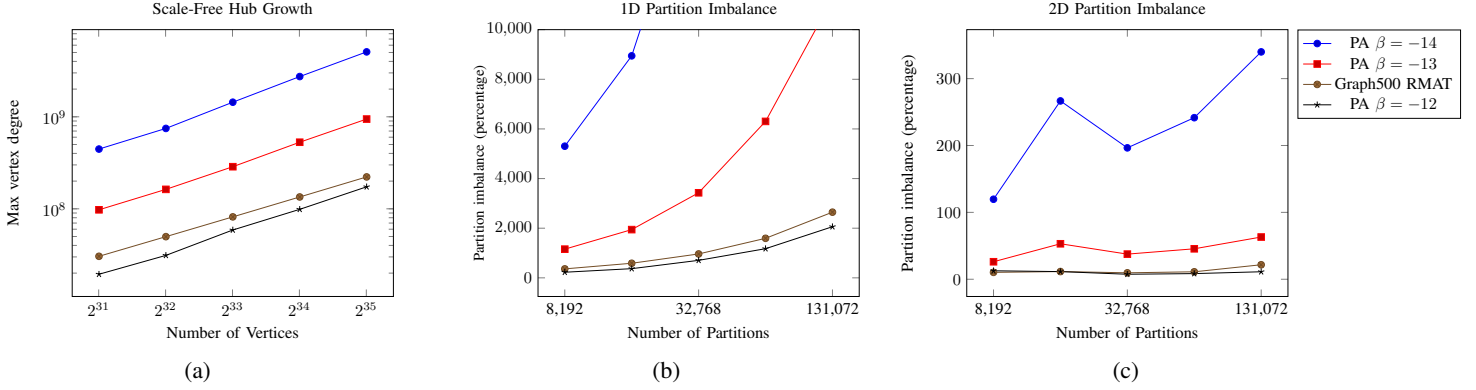 Scale-Free Hub Growth
10^9
10^8
Max vertex degree
2^31 2^32 2^33 2^34 2^35
Number of Vertices
(a)
1D Partition Imbalance
10,000
8,000
6,000
4,000
2,000
0
Partition imbalance (percentage)
8,192 32,768 131,072
Number of Partitions
(b)
2D Partition Imbalance
300
200
100
0
Partition imbalance (percentage)
8,192 32,768 131,072
Number of Partitions
(c)
PA β = −14
PA β = −13
Graph500 RMAT
PA β = −12